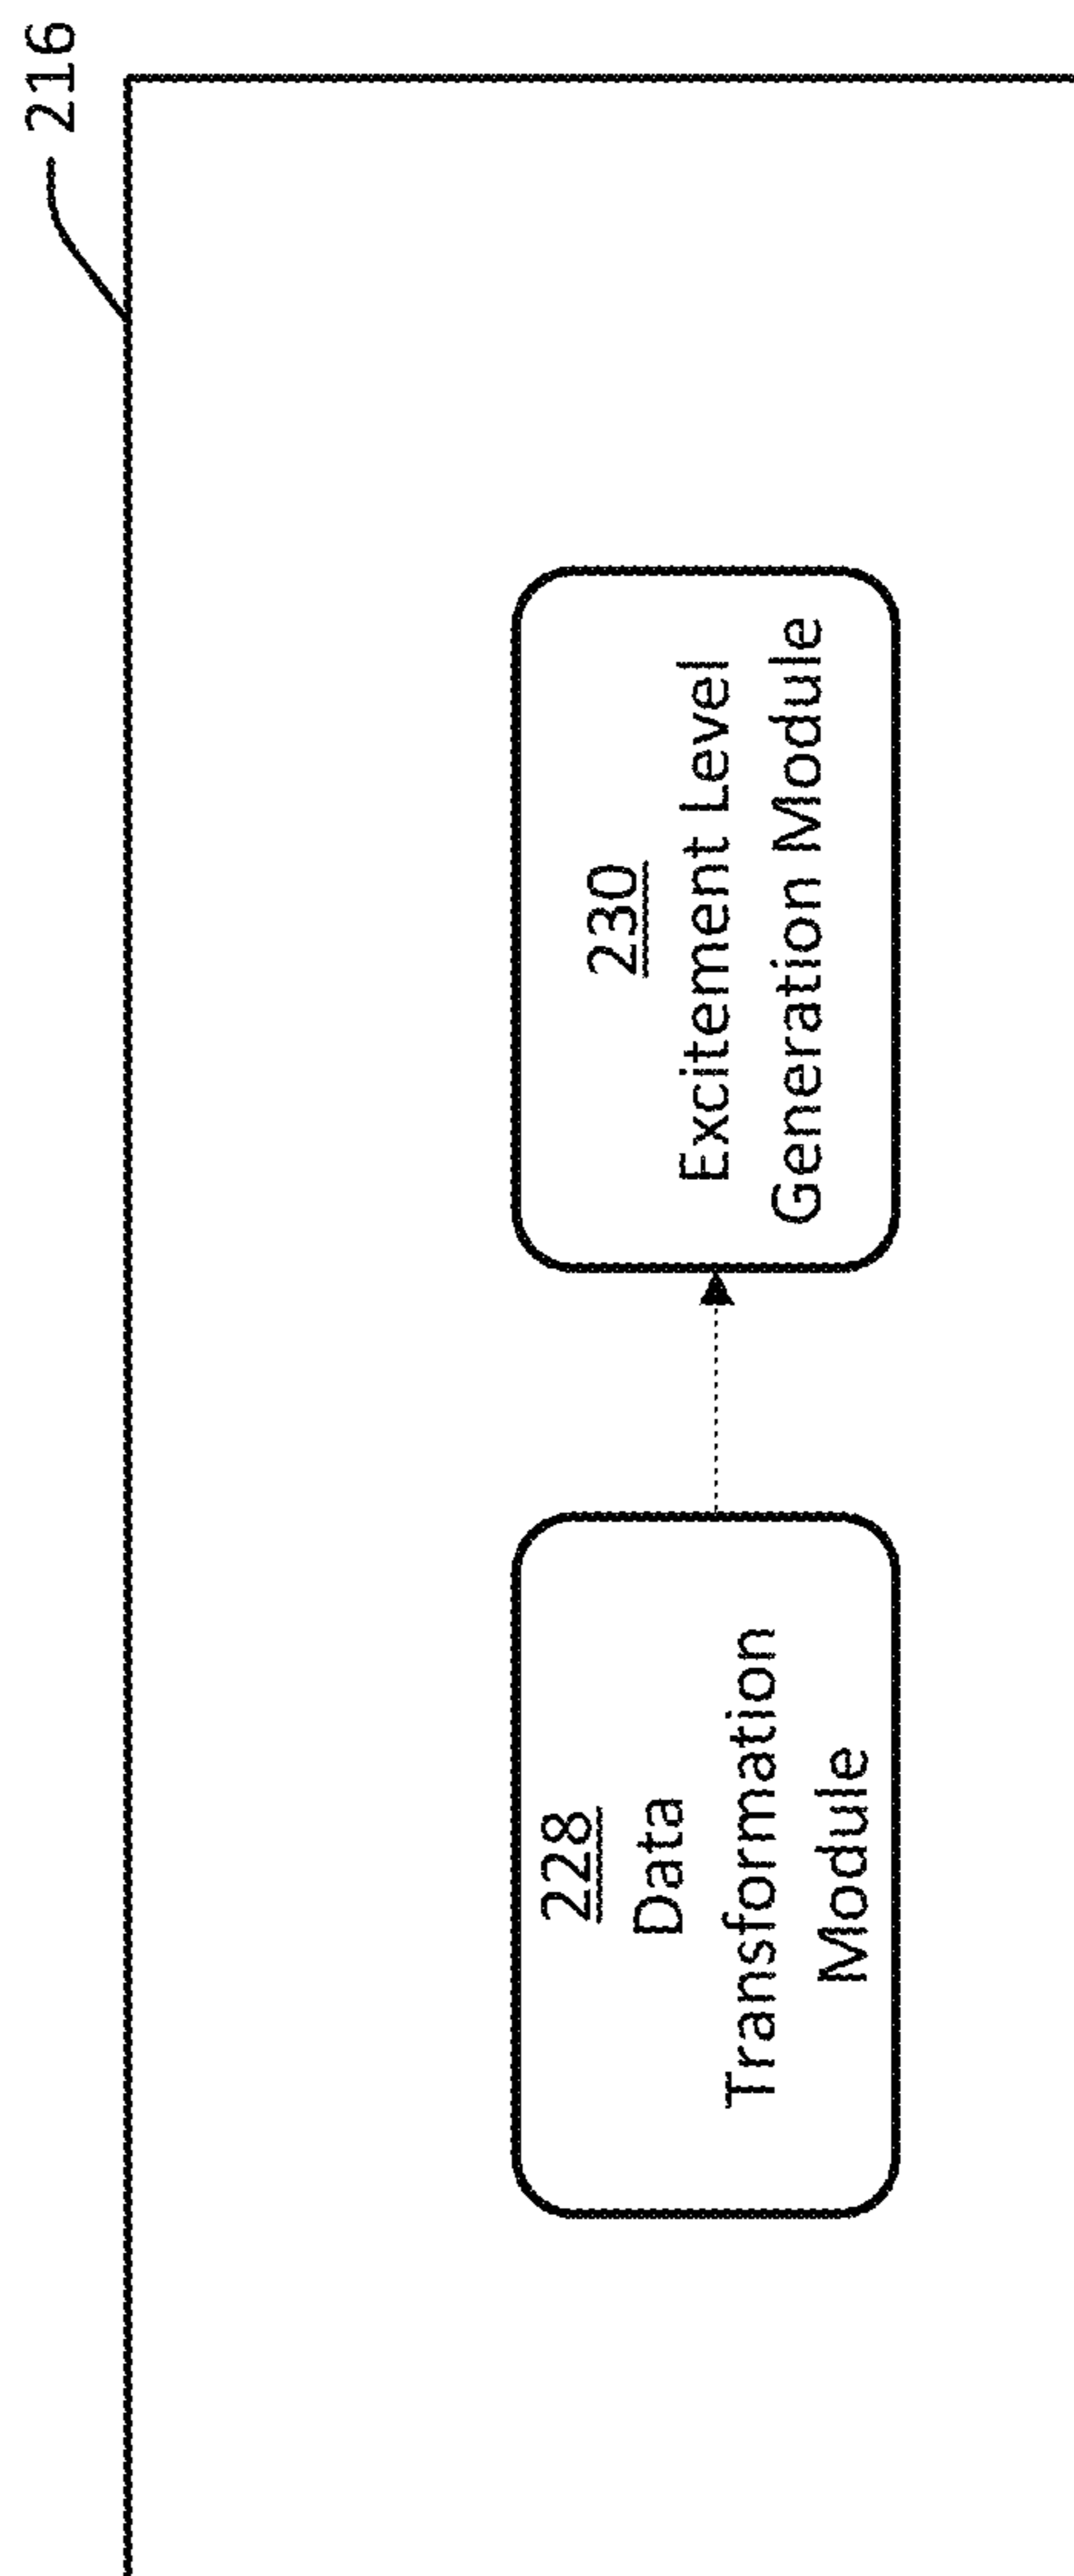 216
228
Data
Transformation
Module
230
Excitement Level
Generation Module